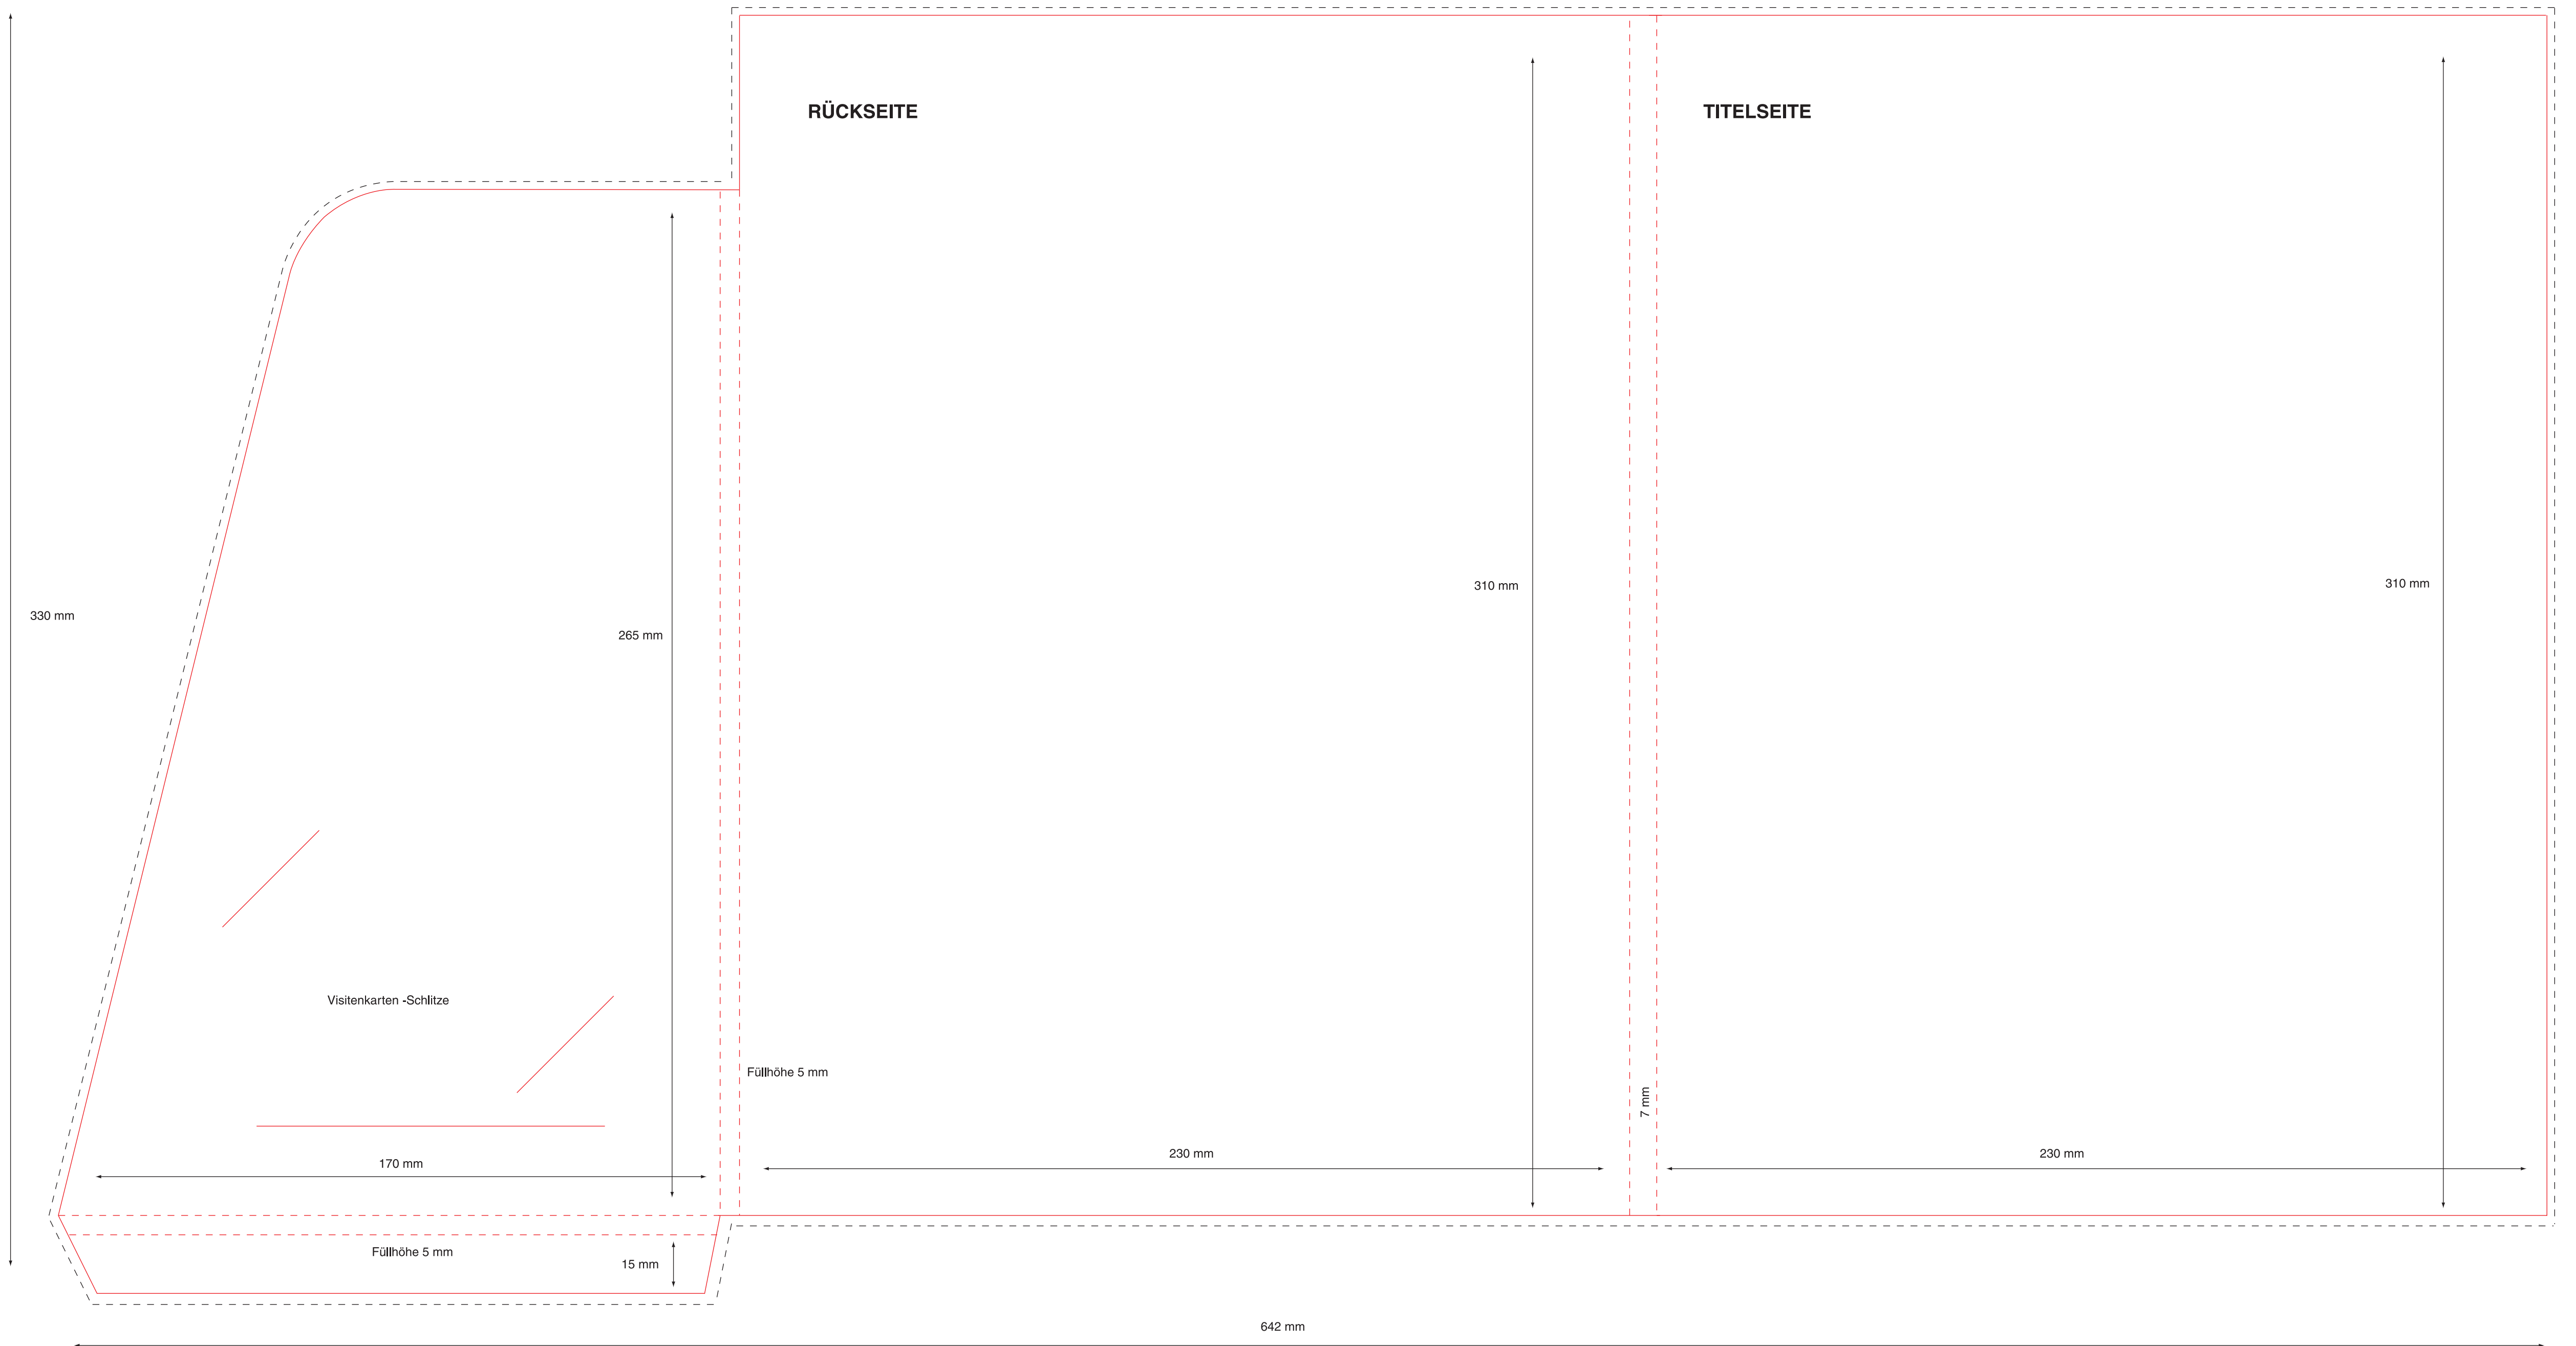 RÜCKSEITE
TITELSEITE
310 mm
310 mm
330 mm
265 mm
Visitenkarten -Schlitze
Füllhöhe 5 mm
7 mm
170 mm
230 mm
230 mm
Füllhöhe 5 mm
15 mm
642 mm